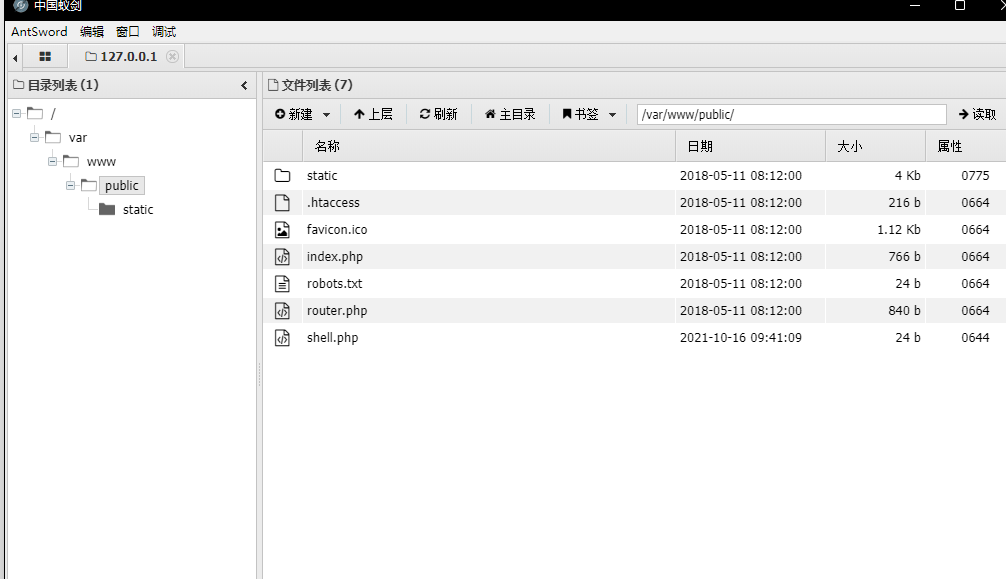 中国蚁剑
AntSword 编辑 窗口 调试
127.0.0.1
目录列表 (1)
/
var
www
public
static
文件列表 (7)
新建 上层 刷新 主目录 书签 /var/www/public/ 读取
名称 日期 大小 属性
static 2018-05-11 08:12:00 4 Kb 0775
.htaccess 2018-05-11 08:12:00 216 b 0664
favicon.ico 2018-05-11 08:12:00 1.12 Kb 0664
index.php 2018-05-11 08:12:00 766 b 0664
robots.txt 2018-05-11 08:12:00 24 b 0664
router.php 2018-05-11 08:12:00 840 b 0664
shell.php 2021-10-16 09:41:09 24 b 0644